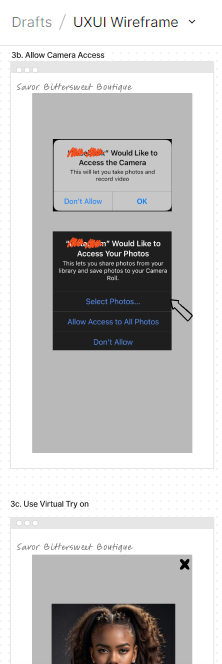 Drafts / UXUI Wireframe
3b. Allow Camera Access
Savor Bittersweet Boutique
Would Like to
Access the Camera
This will let you take photos and
record video
Don't Allow
OK
Would Like to
Access Your Photos
This lets you share photos from your
library and save photos to your Camera
Roll.
Select Photos...
Allow Access to All Photos
Don't Allow
3c. Use Virtual Try on
Savor Bittersweet Boutique